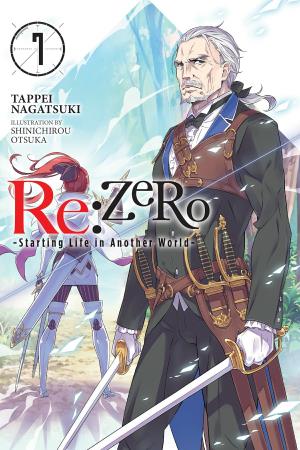 7
TAPPEI
NAGATSUKI
ILLUSTRATION BY
SHINICHIROU
OTSUKA
Re:ZeRo
-Starting Life in Another World-